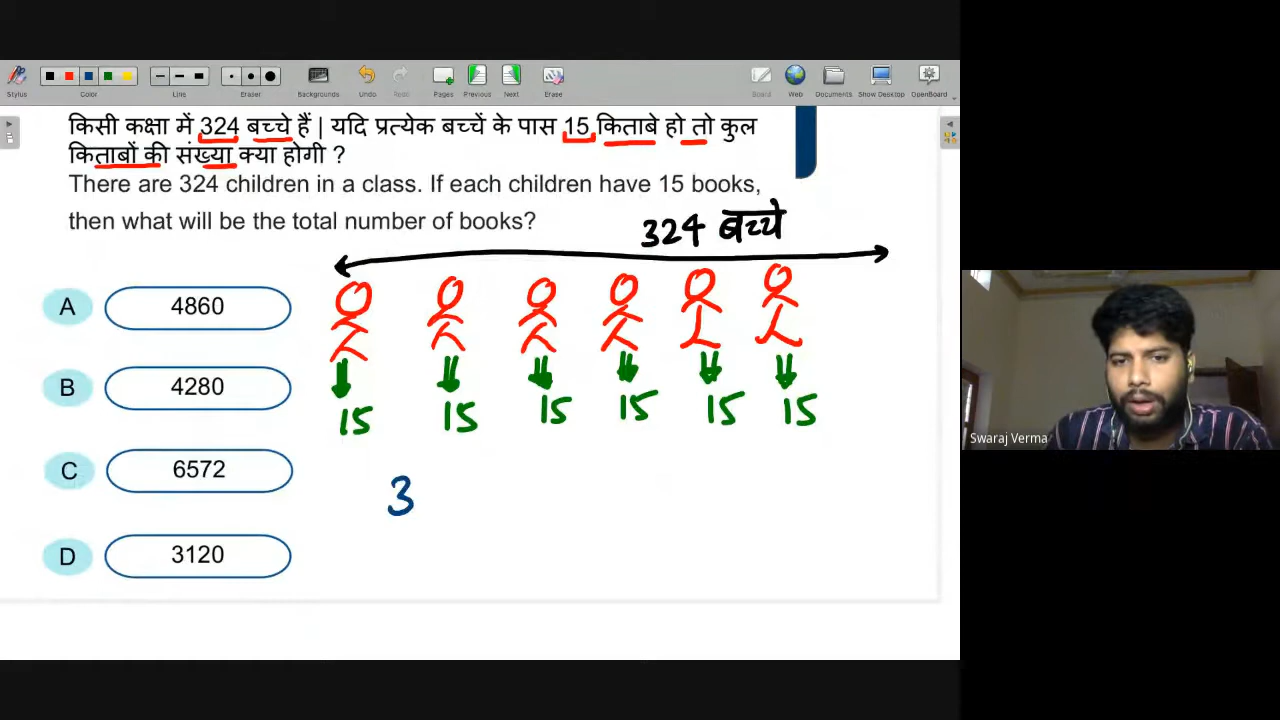 Stylus Color Line Eraser Backgrounds Undo Redo Pages Previous Next Erase Board Web Documents Show Desktop OpenBoard
किसी कक्षा में 324 बच्चे हैं | यदि प्रत्येक बच्चें के पास 15 किताबे हो तो कुल
किताबों की संख्या क्या होगी ?
There are 324 children in a class. If each children have 15 books,
then what will be the total number of books?
324 बच्चे
A 4860
B 4280
15 15 15 15 15 15
C 6572
3
D 3120
Swaraj Verma